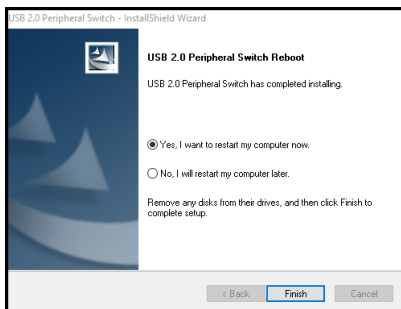 USB 2.0 Peripheral Switch - InstallShield Wizard
USB 2.0 Peripheral Switch Reboot
USB 2.0 Peripheral Switch has completed installing.
Yes, I want to restart my computer now.
No, I will restart my computer later.
Remove any disks from their drives, and then click Finish to
complete setup.
< Back Finish Cancel